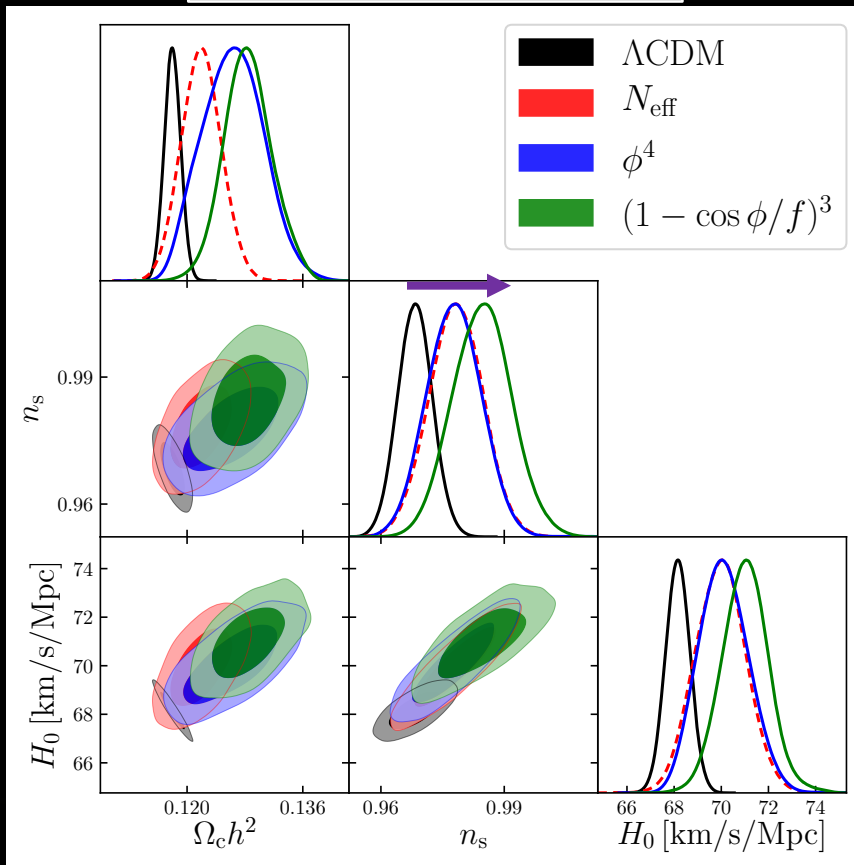 ΛCDM
N_eff
ϕ^4
(1 − cos ϕ/f)^3
0.99
0.96
n_s
74
72
70
68
66
H_0 [km/s/Mpc]
0.120 0.136
Ω_c h^2
0.96 0.99
n_s
66 68 70 72 74
H_0 [km/s/Mpc]